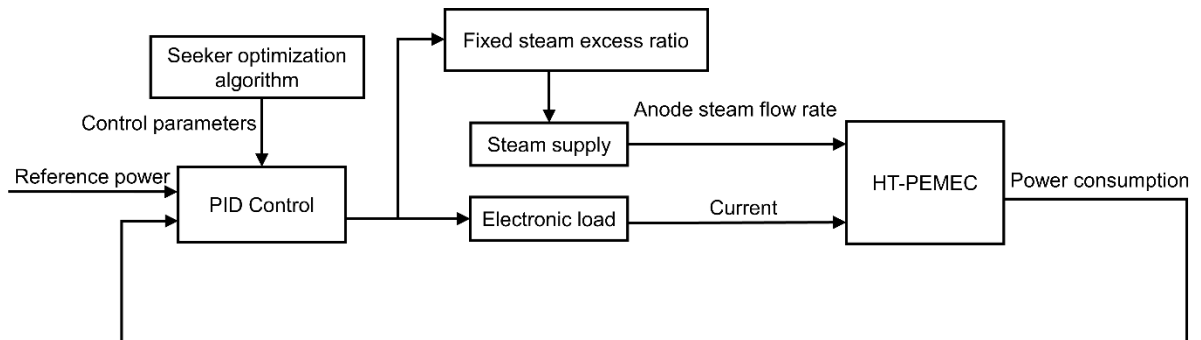 Fixed steam excess ratio
Seeker optimization
algorithm
Control parameters
Anode steam flow rate
Steam supply
Reference power
PID Control
HT-PEMEC
Power consumption
Electronic load
Current